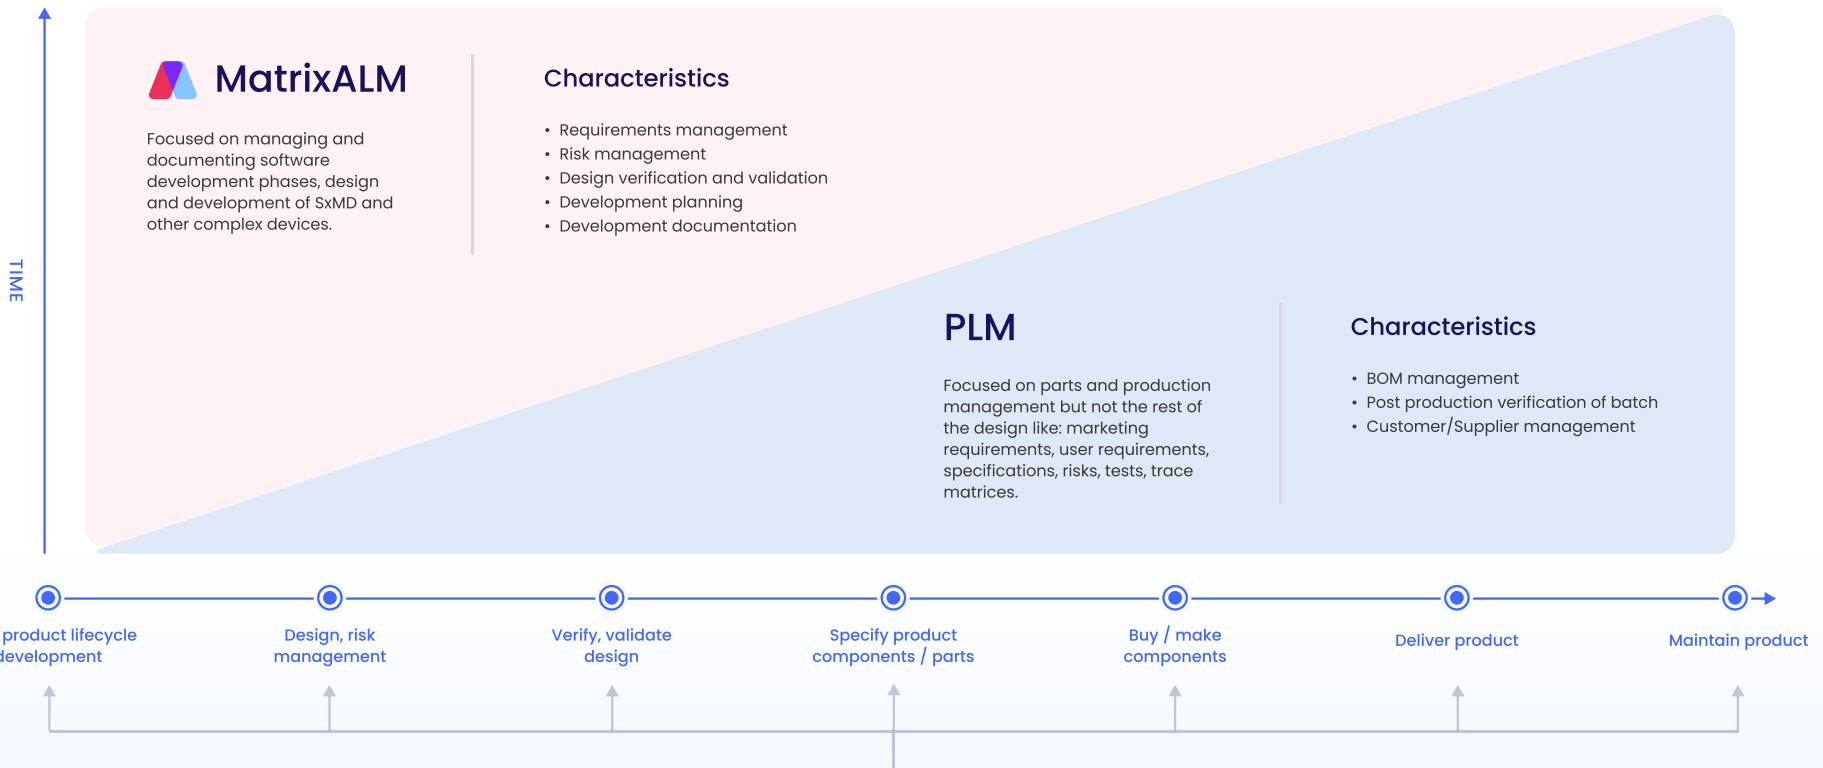 MatrixALM
Focused on managing and
documenting software
development phases, design
and development of SxMD and
other complex devices.
Characteristics
• Requirements management
• Risk management
• Design verification and validation
• Development planning
• Development documentation
TIME
PLM
Focused on parts and production
management but not the rest of
the design like: marketing
requirements, user requirements,
specifications, risks, tests, trace
matrices.
Characteristics
• BOM management
• Post production verification of batch
• Customer/Supplier management
product lifecycle
development
Design, risk
management
Verify, validate
design
Specify product
components / parts
Buy / make
components
Deliver product
Maintain product